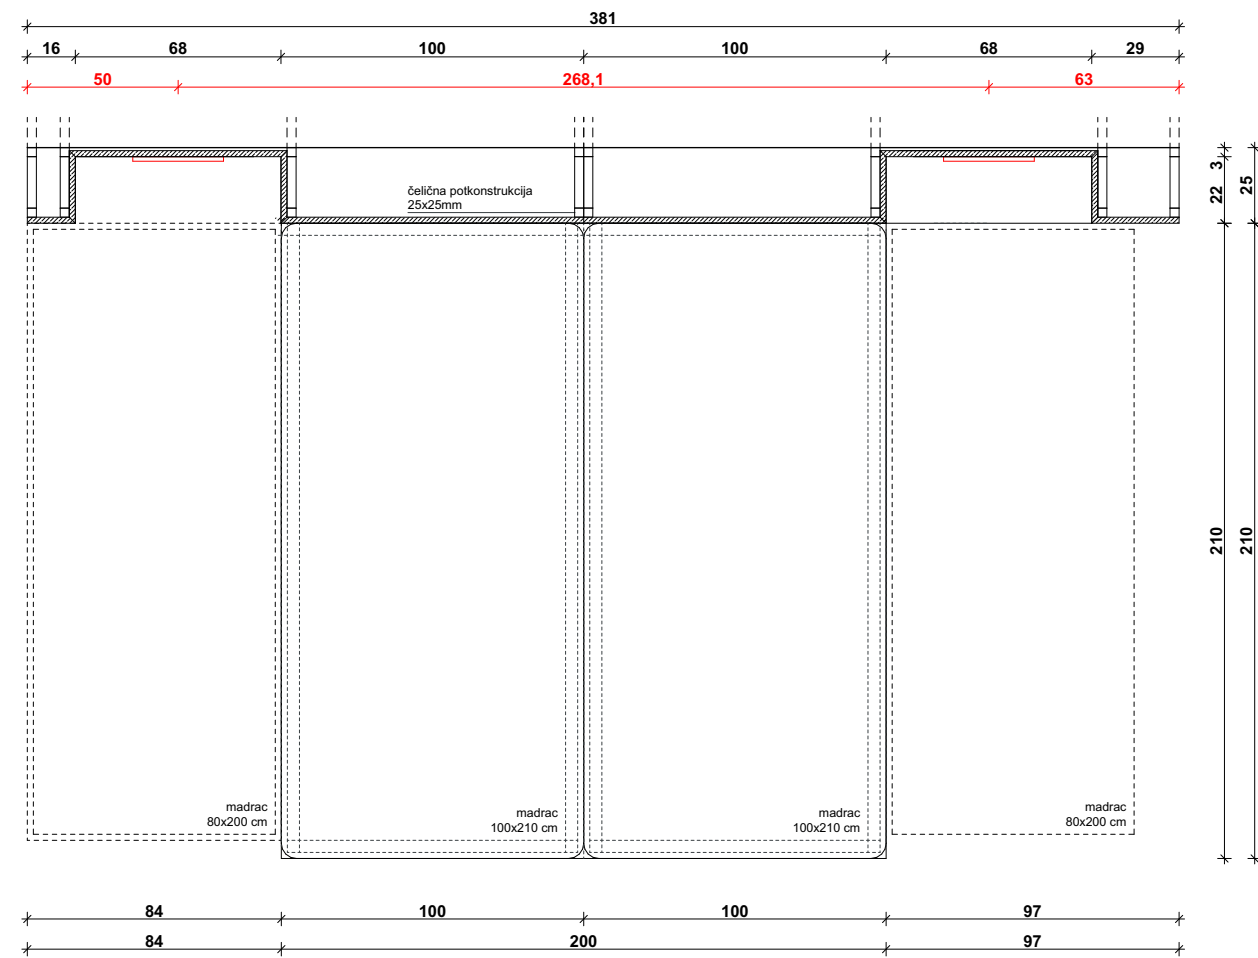 381
16 68 100 100 68 29
50 268,1 63
čelična potkonstrukcija
25x25mm
3
22
25
210
210
madrac
80x200 cm
madrac
100x210 cm
madrac
100x210 cm
madrac
80x200 cm
84 100 100 97
84 200 97